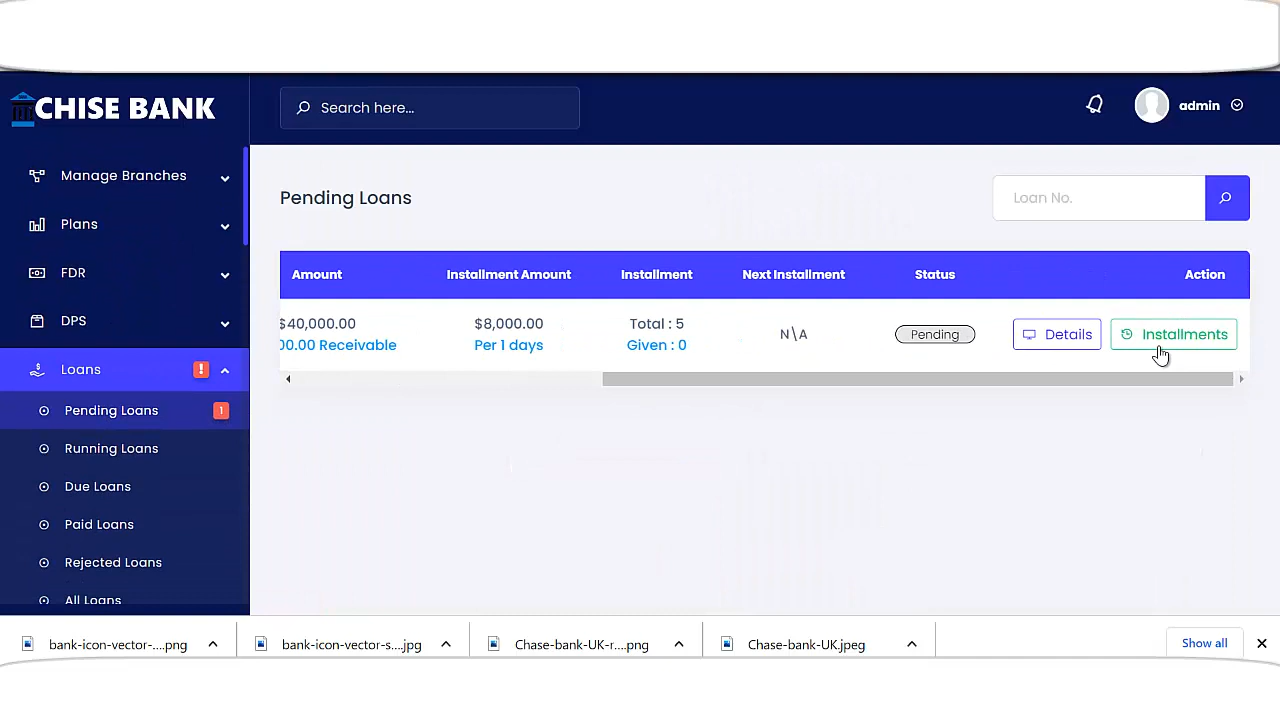 CHISE BANK
Search here...
admin
Manage Branches
Plans
FDR
DPS
Loans !
Pending Loans 1
Running Loans
Due Loans
Paid Loans
Rejected Loans
All Loans
Pending Loans
Loan No.
Amount Installment Amount Installment Next Installment Status Action
$40,000.00 $8,000.00 Total : 5 N\A Pending Details Installments
00.00 Receivable Per 1 days Given : 0
bank-icon-vector-....png bank-icon-vector-s....jpg Chase-bank-UK-r....png Chase-bank-UK.jpeg Show all